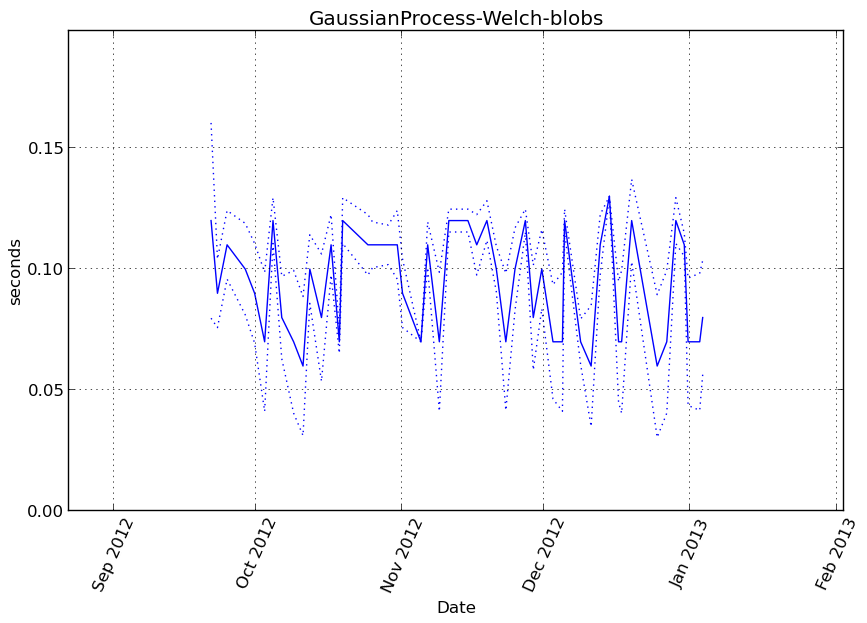 GaussianProcess-Welch-blobs
seconds
0.15
0.10
0.05
0.00
Sep 2012
Oct 2012
Nov 2012
Dec 2012
Jan 2013
Feb 2013
Date